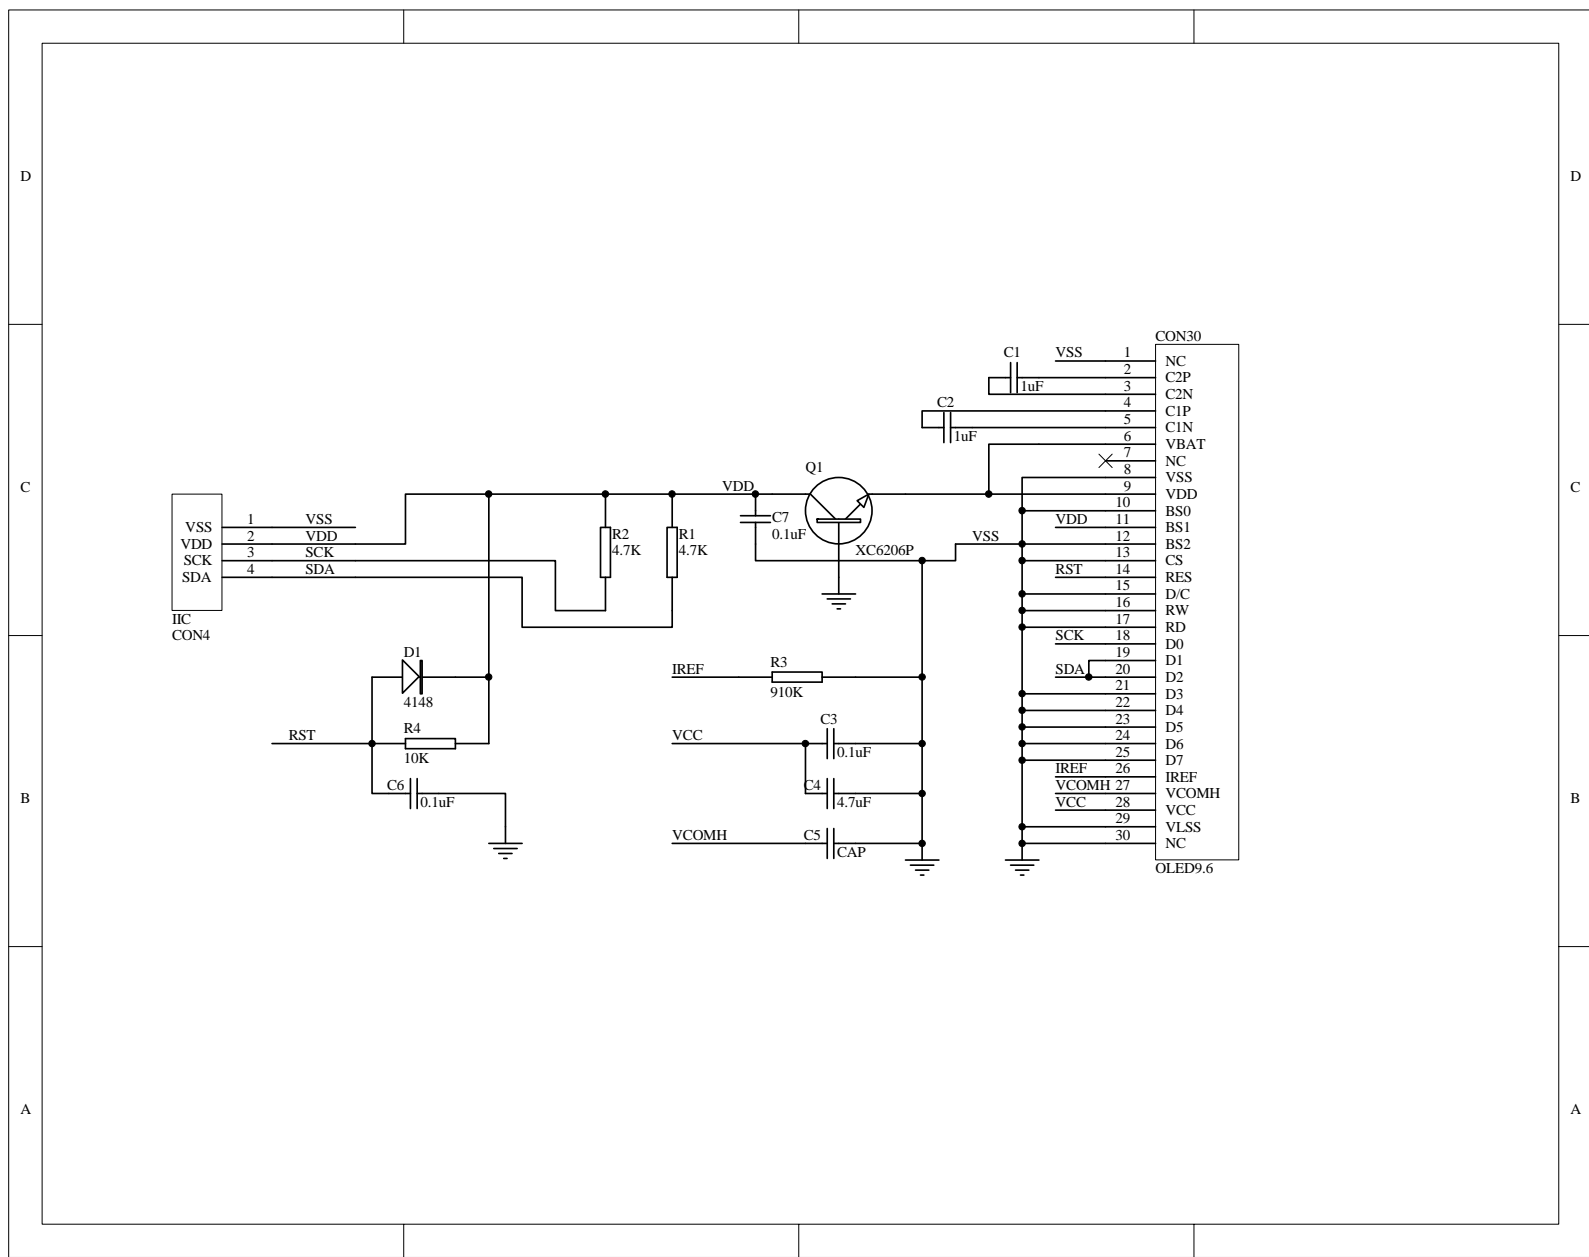 D
D
C
C
B
B
A
A
IIC
CON4
VSS
VDD
SCK
SDA
1
2
3
4
VSS
VDD
SCK
SDA
R2
4.7K
R1
4.7K
VDD
C7
0.1uF
Q1
XC6206P
VSS
C1
1uF
C2
1uF
D1
4148
RST
R4
10K
C6
0.1uF
IREF
R3
910K
VCC
C3
0.1uF
C4
4.7uF
VCOMH
C5
CAP
CON30
VSS 1 NC
2 C2P
3 C2N
4 C1P
5 C1N
6 VBAT
7 NC
8 VSS
9 VDD
10 BS0
VDD 11 BS1
12 BS2
13 CS
RST 14 RES
15 D/C
16 RW
17 RD
SCK 18 D0
19 D1
SDA 20 D2
21 D3
22 D4
23 D5
24 D6
25 D7
IREF 26 IREF
VCOMH 27 VCOMH
VCC 28 VCC
29 VLSS
30 NC
OLED9.6